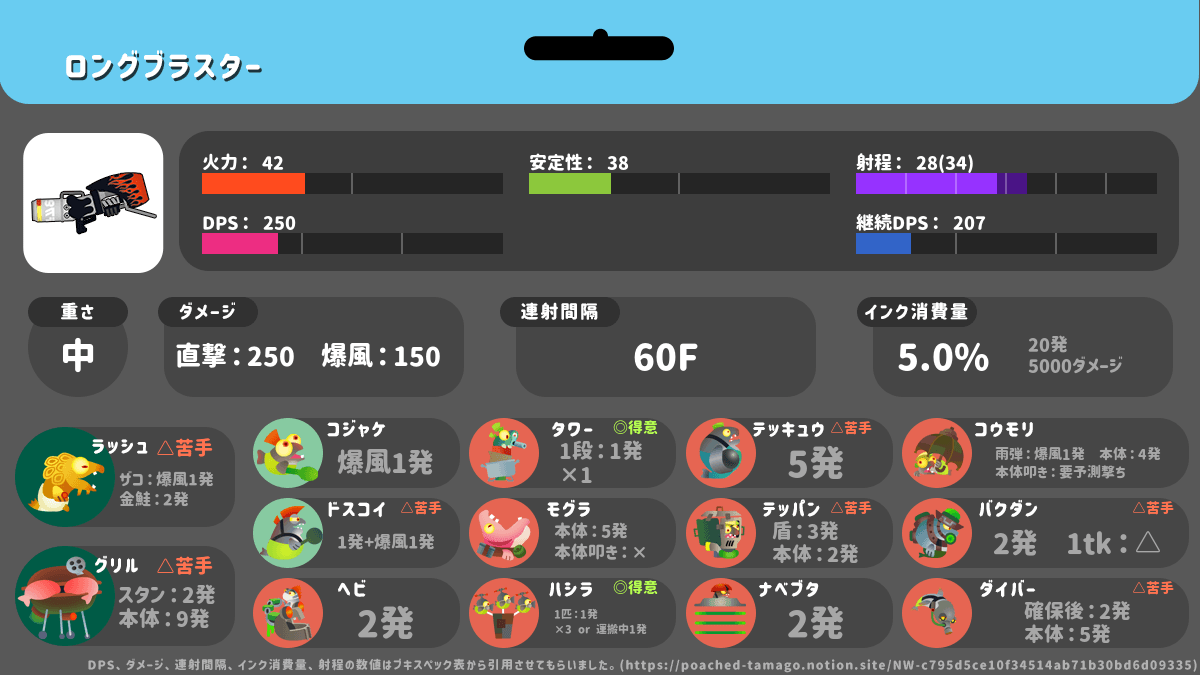 ロングブラスター
火力： 42
安定性： 38
射程： 28(34)
DPS： 250
継続DPS： 207
重さ
中
ダメージ
直撃：250 爆風：150
連射間隔
60F
インク消費量
5.0%
20発
5000ダメージ
ラッシュ △苦手
ザコ：爆風1発
金鮭：2発
グリル △苦手
スタン：2発
本体：9発
コジャケ
爆風1発
タワー ◎得意
1段：1発
×1
テッキュウ △苦手
5発
コウモリ
雨弾：爆風1発 本体：4発
本体叩き：要予測撃ち
ドスコイ △苦手
1発+爆風1発
モグラ
本体：5発
本体叩き：×
テッパン △苦手
盾：3発
本体：2発
バクダン △苦手
2発 1tk：△
ヘビ
2発
ハシラ ◎得意
1匹：1発
×3 or 運搬中1発
ナベブタ
2発
ダイバー △苦手
確保後：2発
本体：5発
DPS、ダメージ、連射間隔、インク消費量、射程の数値はブキスペック表から引用させてもらいました。(https://poached-tamago.notion.site/NW-c795d5ce10f34514ab71b30bd6d09335)